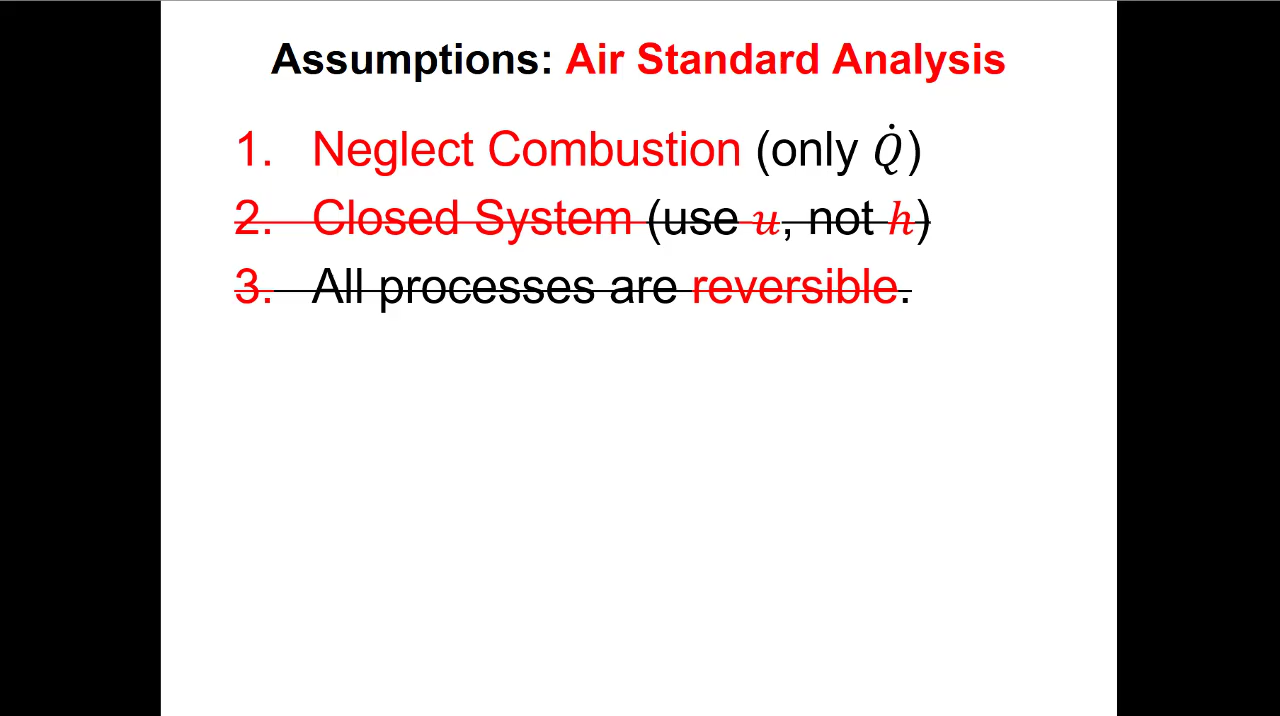 Assumptions: Air Standard Analysis
1. Neglect Combustion (only Q̇)
2. Closed System (use u, not h)
3. All processes are reversible.